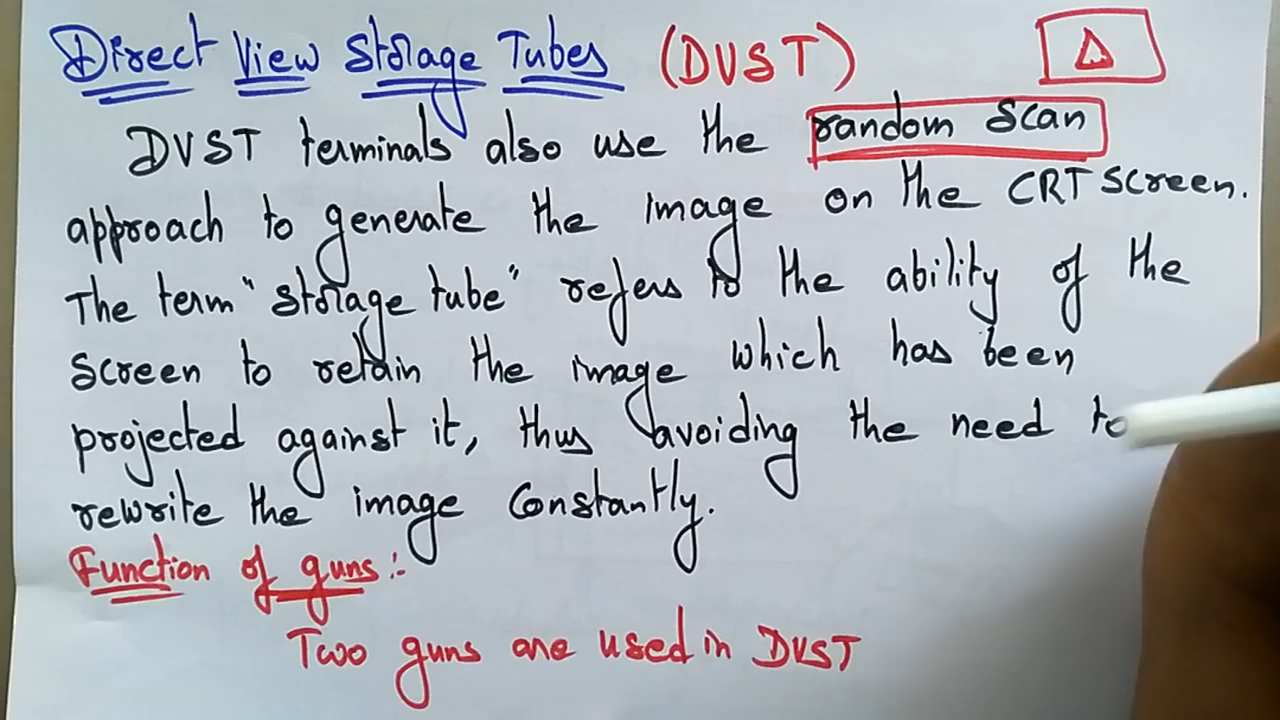 Direct View Storage Tubes (DVST)
DVST terminals also use the random scan
approach to generate the image on the CRT screen.
The term "storage tube" refers to the ability of the
screen to retain the image which has been
projected against it, thus avoiding the need to
rewrite the image constantly.
Function of guns:-
Two guns are used in DVST